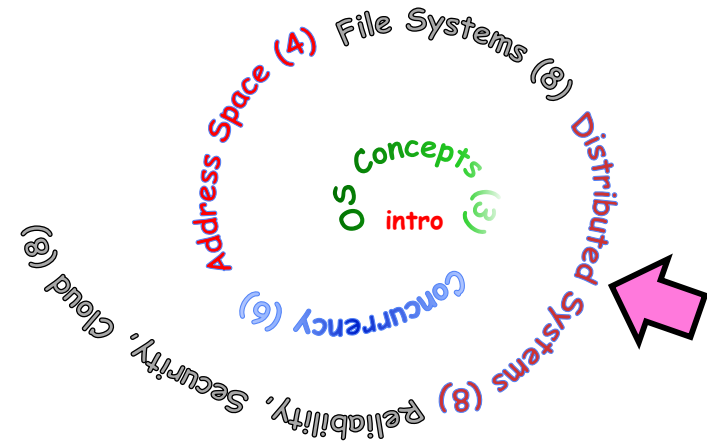 intro
OS Concepts (3)
Concurrency (6)
Address Space (4)
File Systems (8)
Distributed Systems (8)
Reliability, Security, Cloud (8)